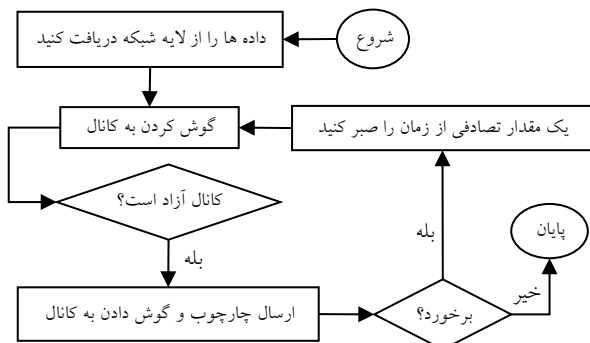 شروع
داده ها را از لایه شبکه دریافت کنید
گوش کردن به کانال
یک مقدار تصادفی از زمان را صبر کنید
کانال آزاد است؟
بله
ارسال چارچوب و گوش دادن به کانال
برخورد؟
بله
خیر
پایان